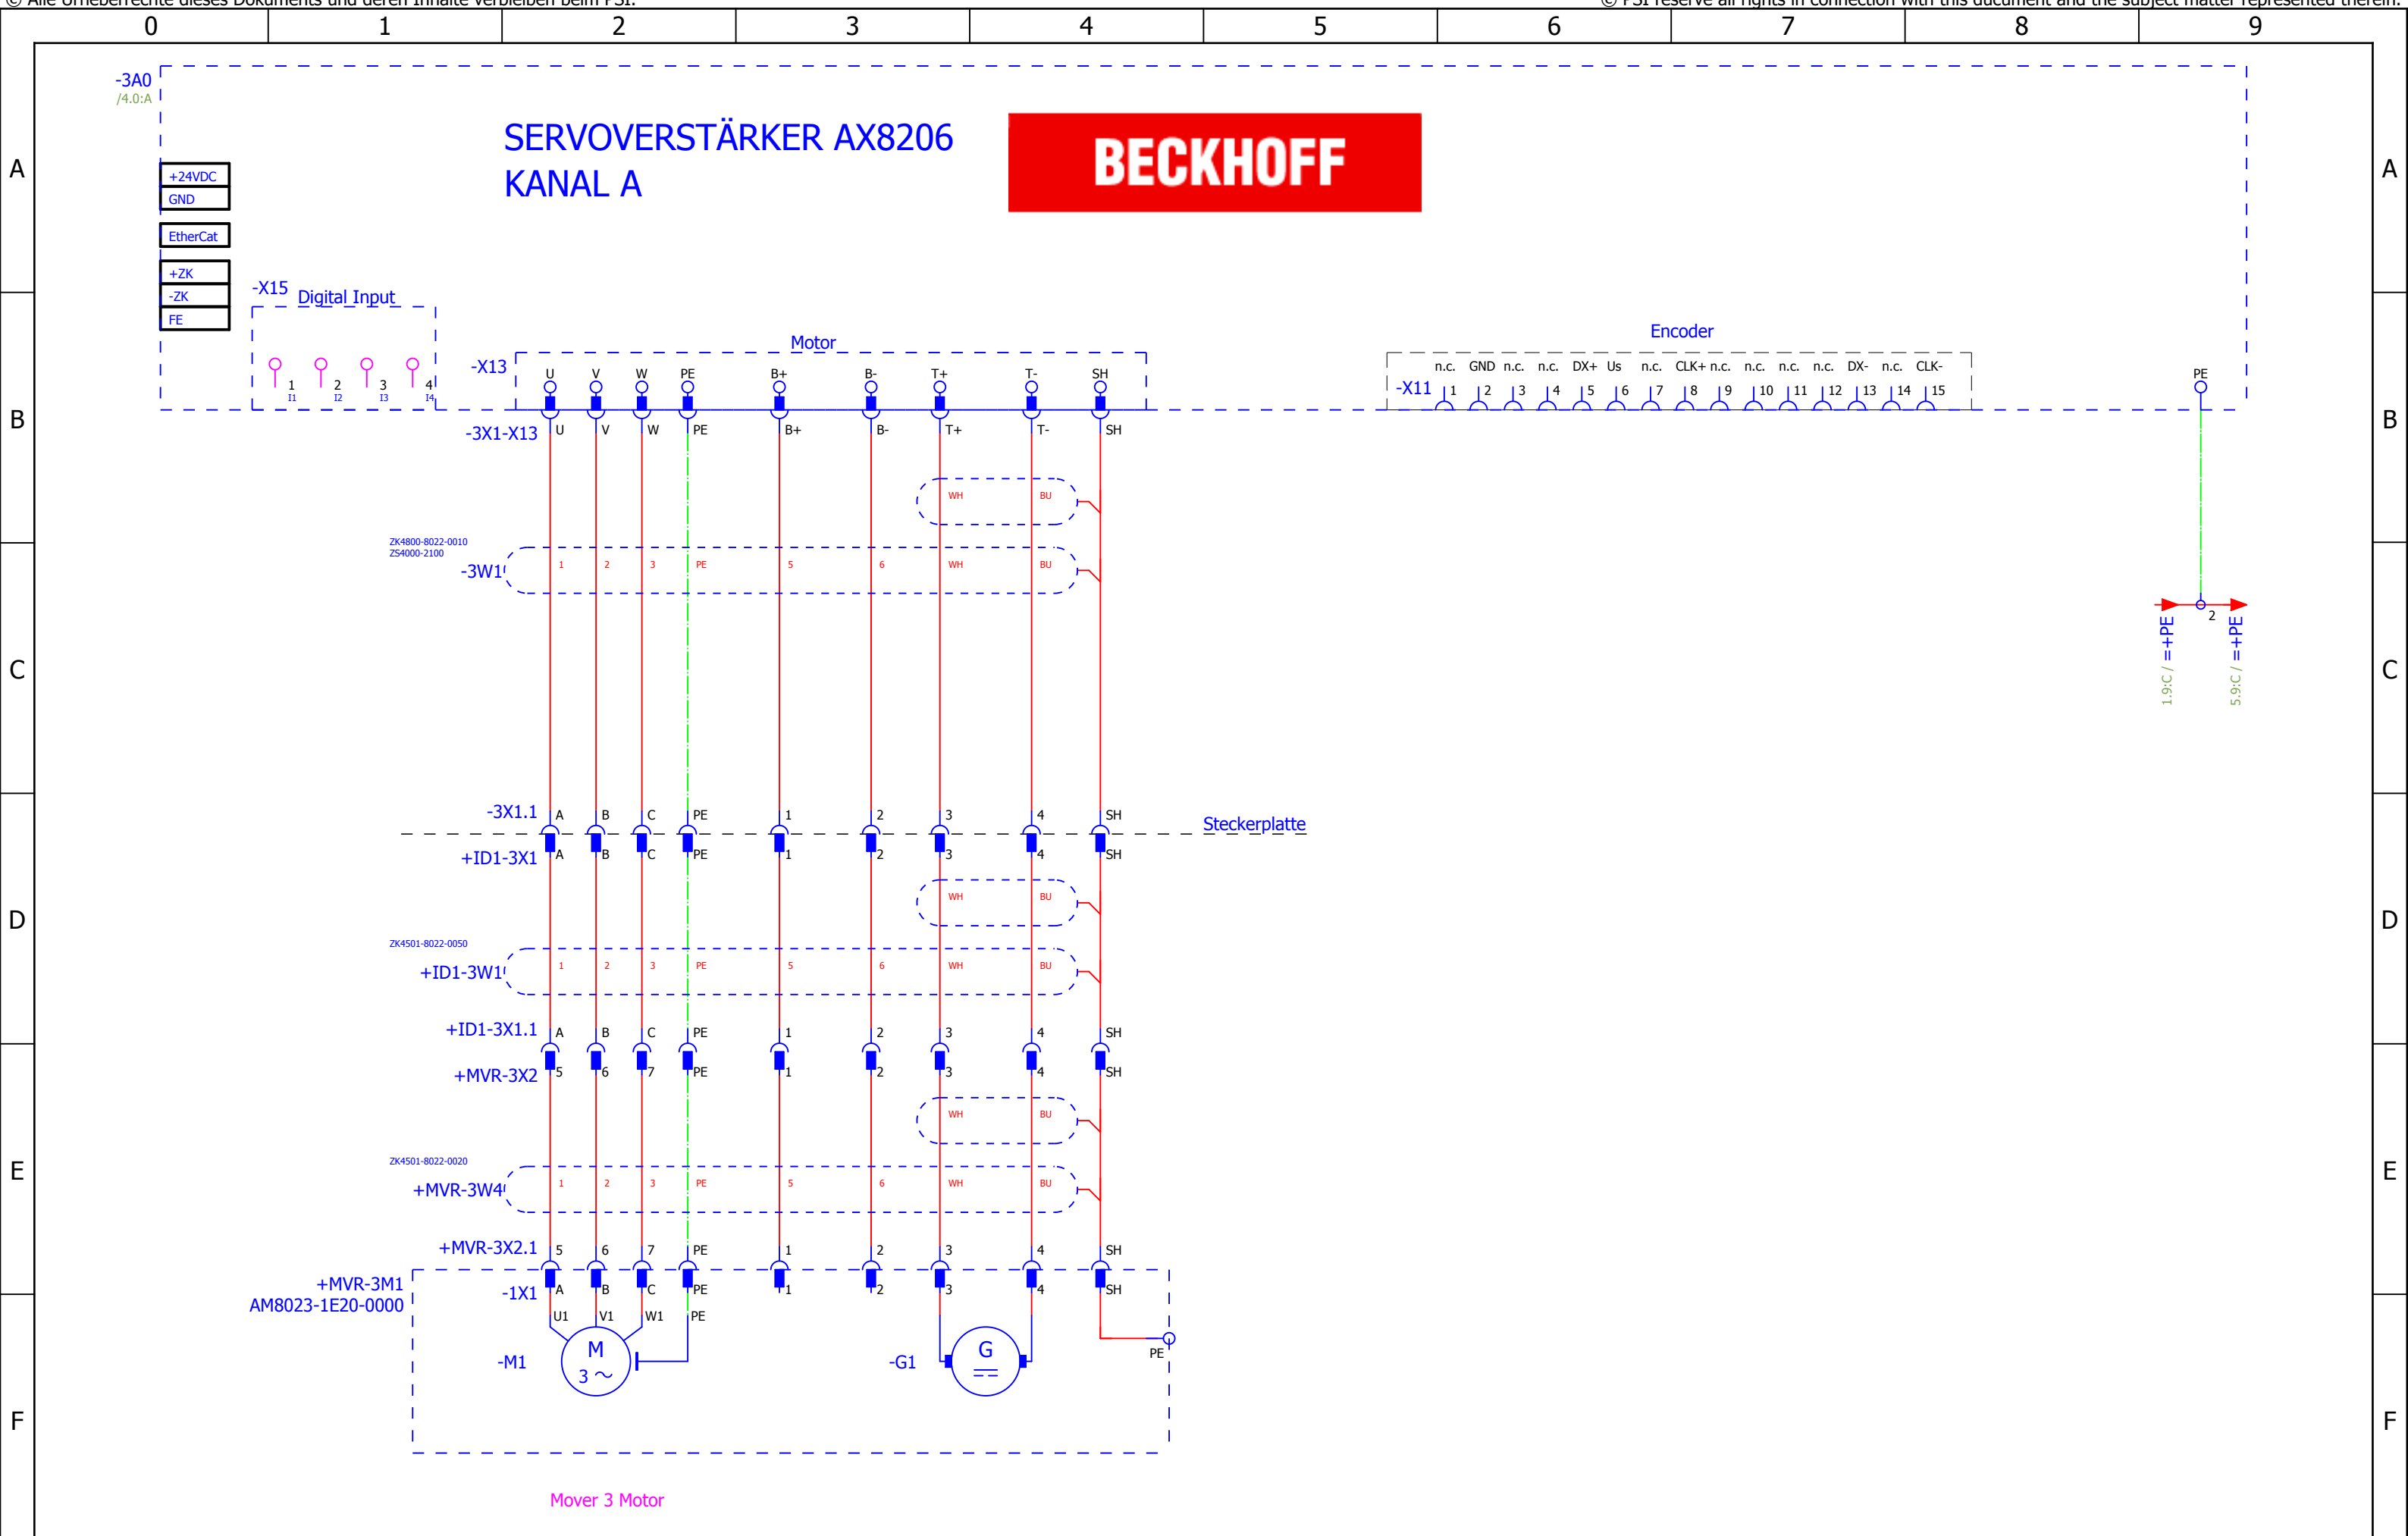 © Alle Urheberrechte dieses Dokuments und deren Inhalte verbleiben beim PSI. © PSI reserve all rights in connection with this ducument and the subject matter represented therein.
0 1 2 3 4 5 6 7 8 9
-3A0
/4.0:A
SERVOVERSTÄRKER AX8206
KANAL A
BECKHOFF
A A
+24VDC
GND
EtherCat
+ZK
-ZK
FE
-X15 Digital Input
1 2 3 4
I1 I2 I3 I4
Motor
-X13
U V W PE B+ B- T+ T- SH
Encoder
n.c. GND n.c. n.c. DX+ Us n.c. CLK+ n.c. n.c. n.c. n.c. DX- n.c. CLK-
-X11 1 2 3 4 5 6 7 8 9 10 11 12 13 14 15
PE
B B
-3X1-X13 U V W PE B+ B- T+ T- SH
WH BU
ZK4800-8022-0010
ZS4000-2100
-3W1 1 2 3 PE 5 6 WH BU
2
1.9:C / =+PE
5.9:C / =+PE
C C
-3X1.1 A B C PE 1 2 3 4 SH
Steckerplatte
+ID1-3X1 A B C PE 1 2 3 4 SH
WH BU
D D
ZK4501-8022-0050
+ID1-3W1 1 2 3 PE 5 6 WH BU
+ID1-3X1.1 A B C PE 1 2 3 4 SH
+MVR-3X2 5 6 7 PE 1 2 3 4 SH
WH BU
ZK4501-8022-0020
E E
+MVR-3W4 1 2 3 PE 5 6 WH BU
+MVR-3X2.1 5 6 7 PE 1 2 3 4 SH
+MVR-3M1
AM8023-1E20-0000
-1X1 A B C PE 1 2 3 4 SH
U1 V1 W1 PE
M
3 ~
-M1
-G1
G
PE
F F
Mover 3 Motor